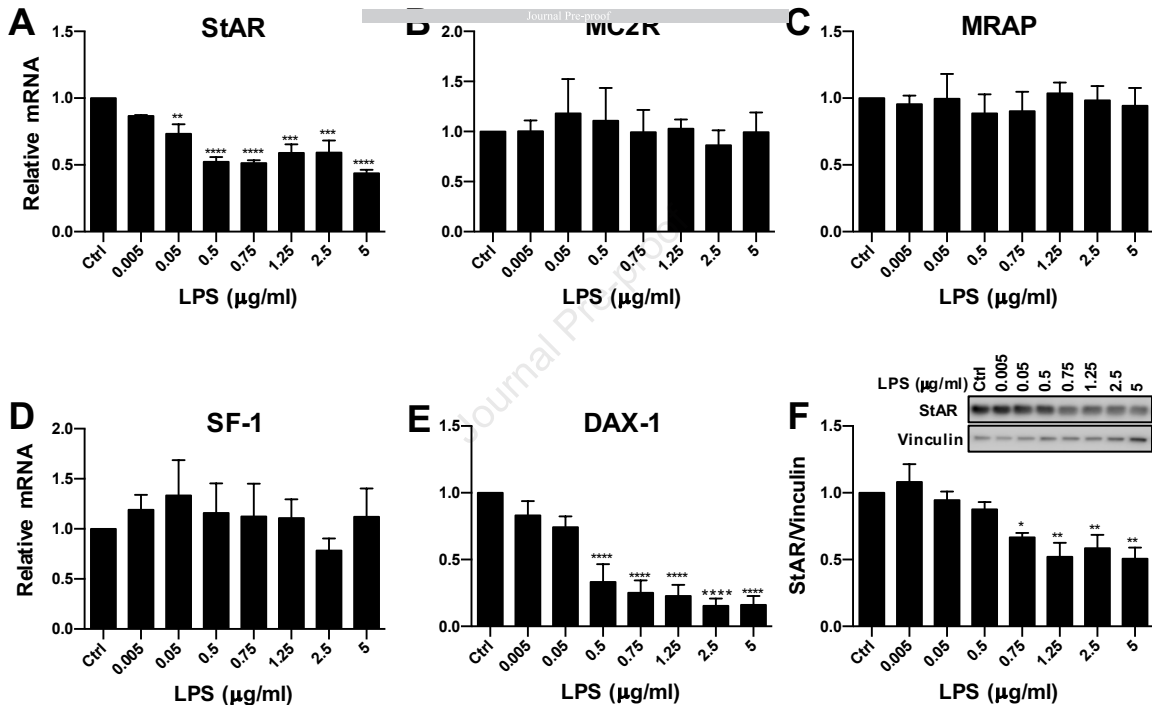 Journal Pre-proof
A StAR
Relative mRNA
1.5
1.0
0.5
0.0
** **** **** *** *** ****
Ctrl 0.005 0.05 0.5 0.75 1.25 2.5 5
LPS (μg/ml)
B MC2R
2.0
1.5
1.0
0.5
0.0
Ctrl 0.005 0.05 0.5 0.75 1.25 2.5 5
LPS (μg/ml)
C MRAP
1.5
1.0
0.5
0.0
Ctrl 0.005 0.05 0.5 0.75 1.25 2.5 5
LPS (μg/ml)
Journal Pre-proof
D SF-1
Relative mRNA
2.0
1.5
1.0
0.5
0.0
Ctrl 0.005 0.05 0.5 0.75 1.25 2.5 5
LPS (μg/ml)
E DAX-1
1.5
1.0
0.5
0.0
**** **** **** **** ****
Ctrl 0.005 0.05 0.5 0.75 1.25 2.5 5
LPS (μg/ml)
F
LPS (μg/ml) Ctrl 0.005 0.05 0.5 0.75 1.25 2.5 5
StAR
Vinculin
StAR/Vinculin
1.5
1.0
0.5
0.0
* ** ** **
Ctrl 0.005 0.05 0.5 0.75 1.25 2.5 5
LPS (μg/ml)